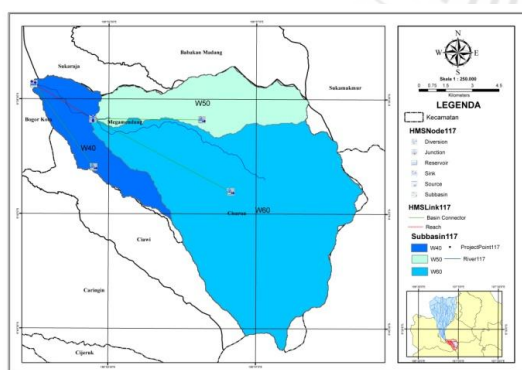 Sukaraja
Babakan Madang
Sukamakmur
W50
Bogor Kota
Megamendung
W40
Cisarua
W60
Ciawi
Caringin
Cijeruk
N
W
E
S
Skala 1 : 250.000
Kilometers
LEGENDA
Kecamatan
HMSNode117
Diversion
Junction
Reservoir
Sink
Source
Subbasin
HMSLink117
Basin Connector
Reach
Subbasin117
W40
ProjectPoint117
W50
River117
W60